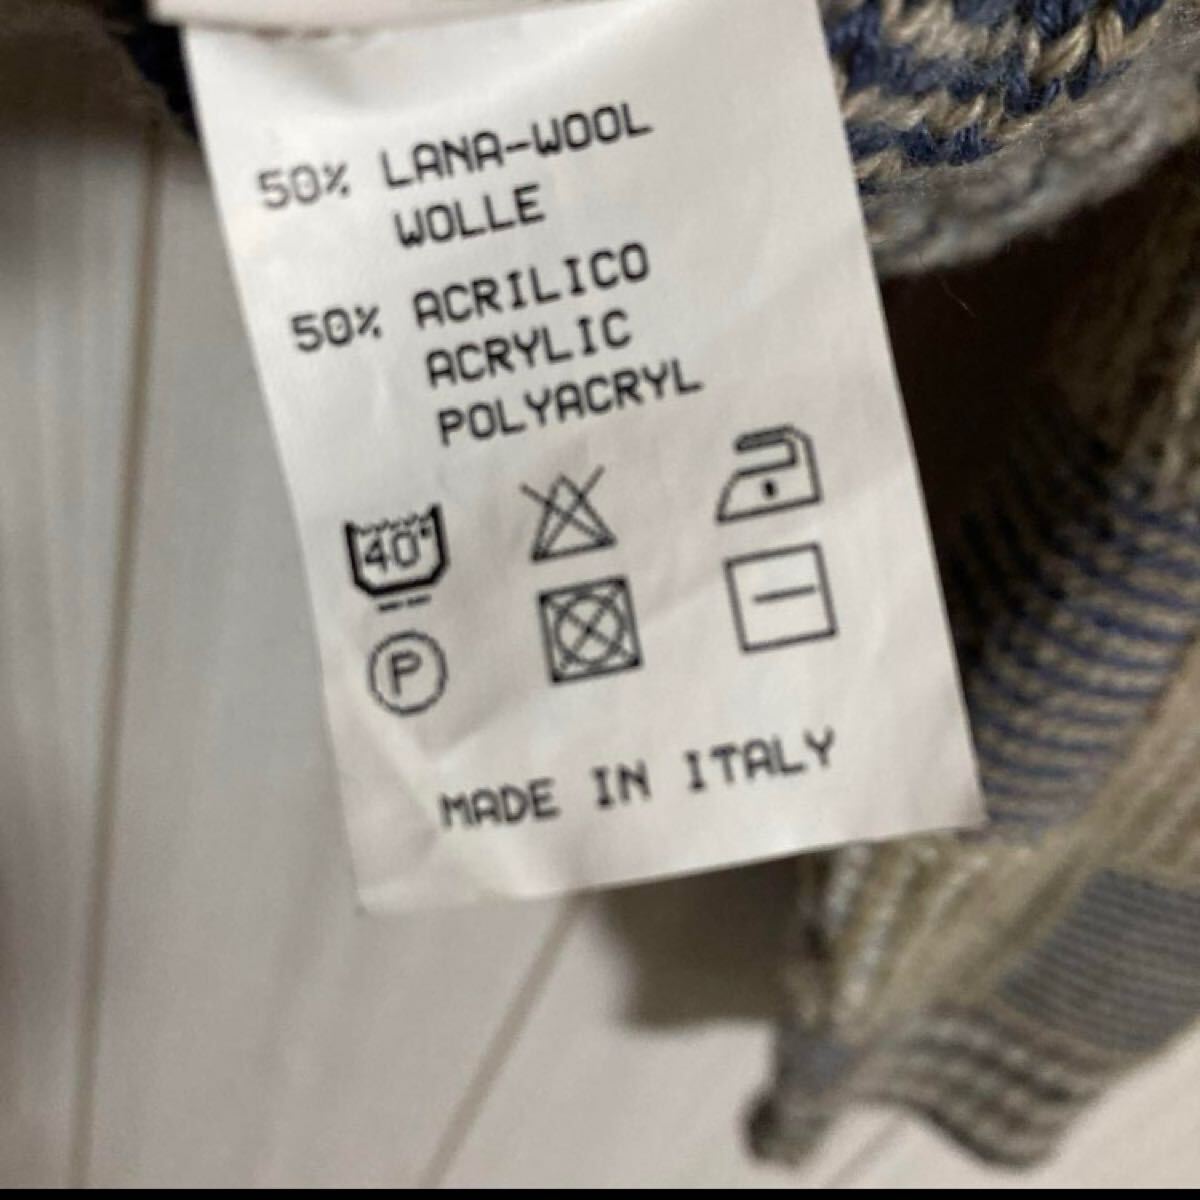 50% LANA-WOOL
WOLLE
50% ACRILICO
ACRYLIC
POLYACRYL
40°
P
MADE IN ITALY